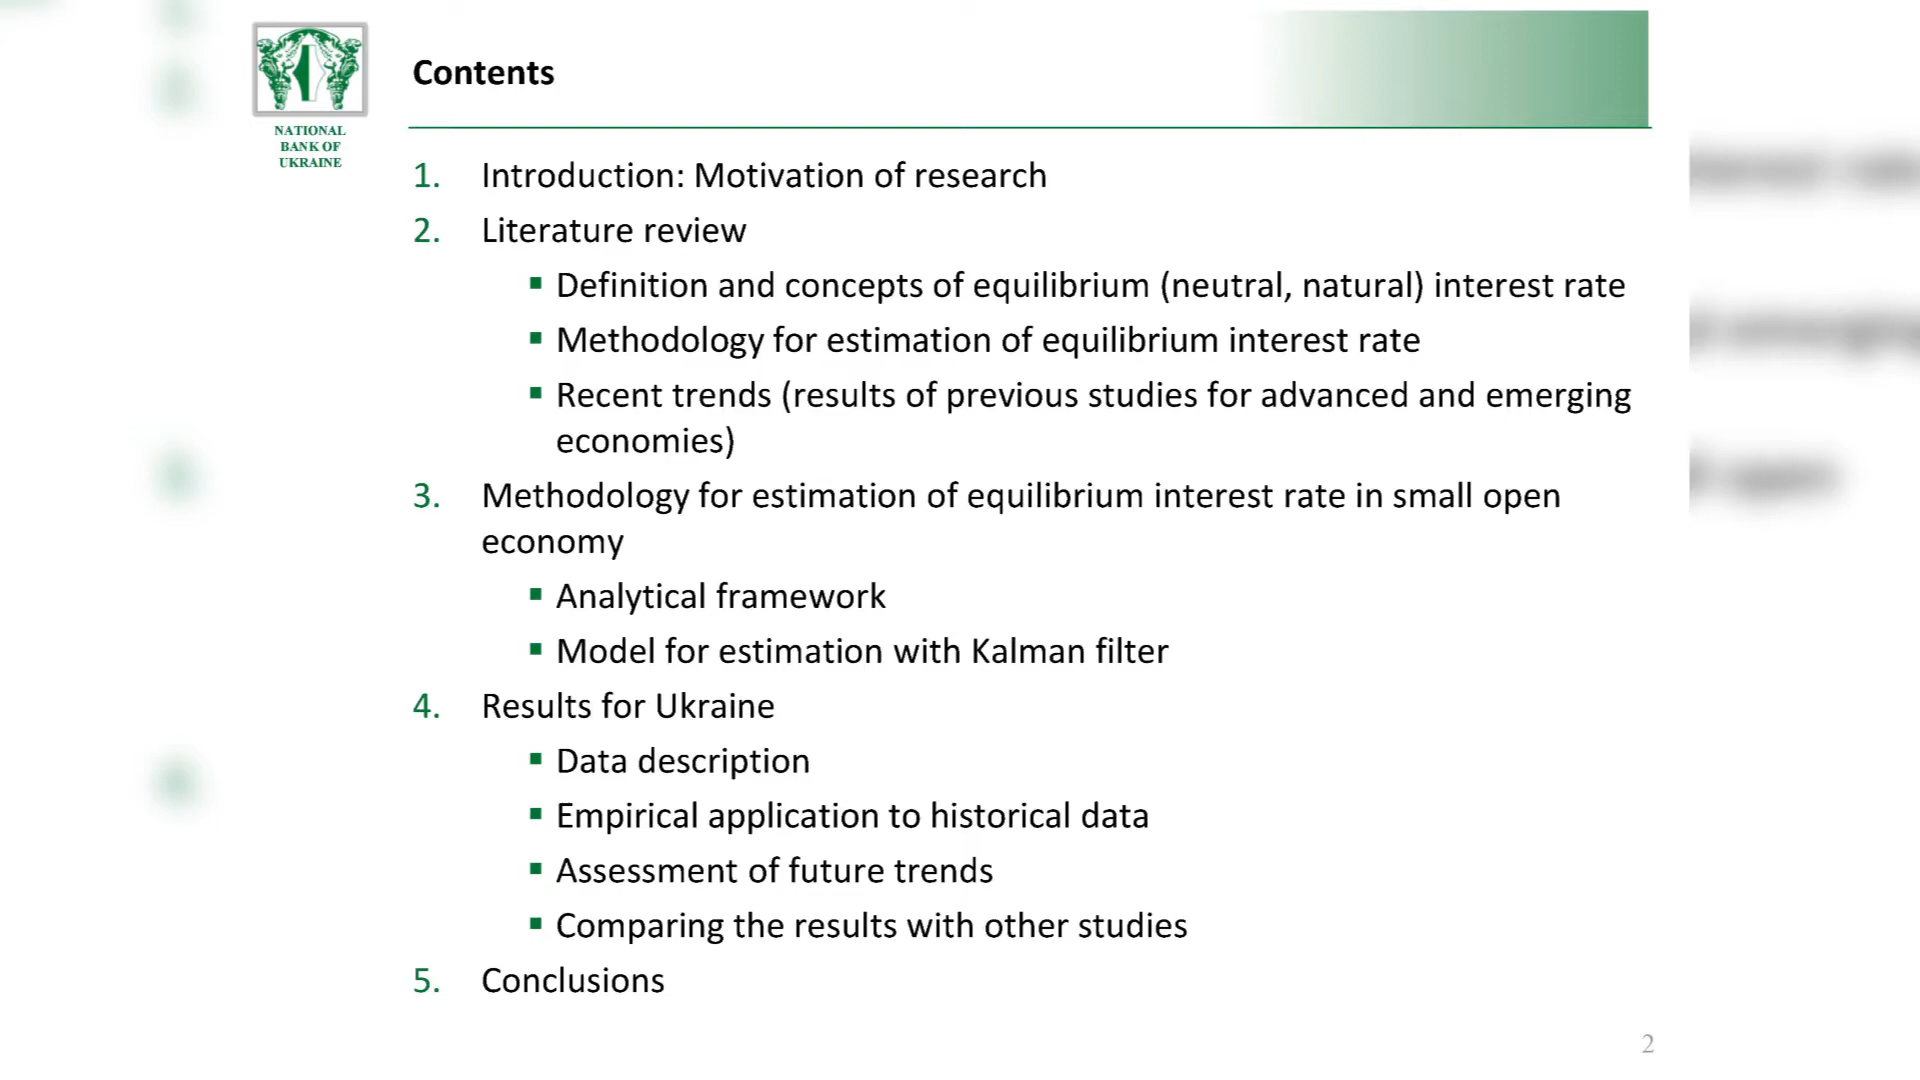 NATIONAL
BANK OF
UKRAINE
Contents
1. Introduction: Motivation of research
2. Literature review
▪ Definition and concepts of equilibrium (neutral, natural) interest rate
▪ Methodology for estimation of equilibrium interest rate
▪ Recent trends (results of previous studies for advanced and emerging
economies)
3. Methodology for estimation of equilibrium interest rate in small open
economy
▪ Analytical framework
▪ Model for estimation with Kalman filter
4. Results for Ukraine
▪ Data description
▪ Empirical application to historical data
▪ Assessment of future trends
▪ Comparing the results with other studies
5. Conclusions
2